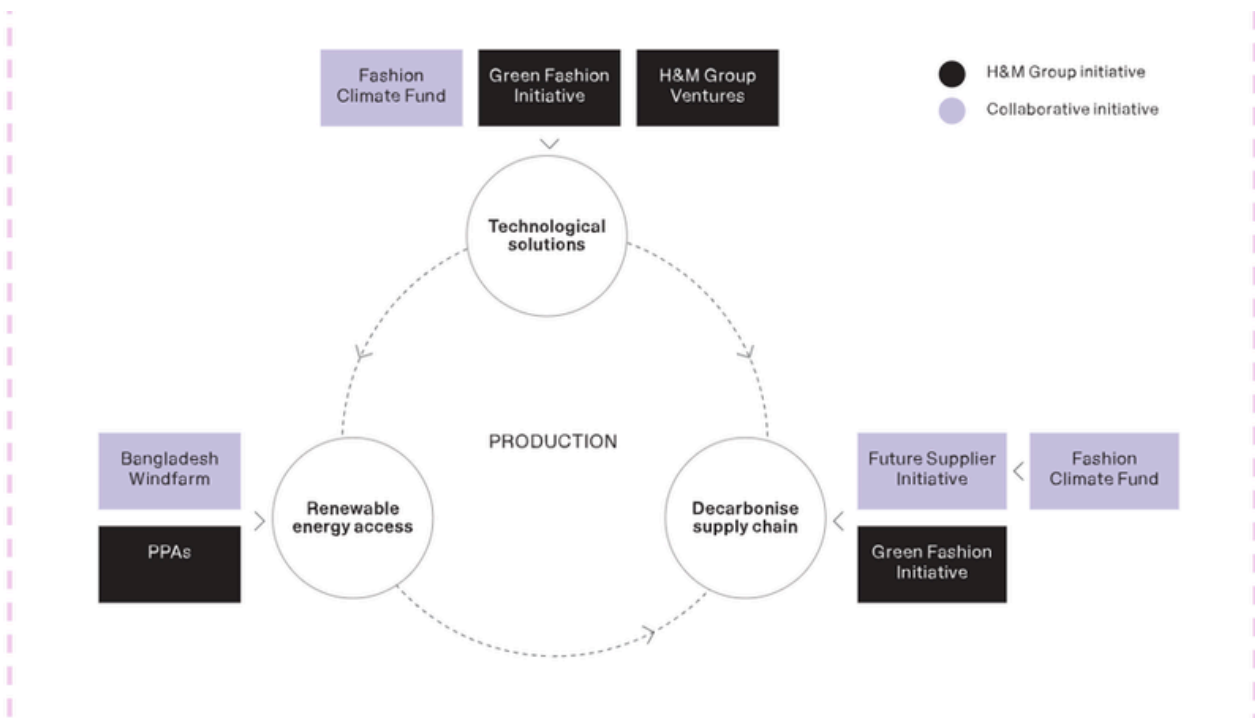 Fashion
Climate Fund
Green Fashion
Initiative
H&M Group
Ventures
H&M Group initiative
Collaborative initiative
Technological
solutions
PRODUCTION
Bangladesh
Windfarm
PPAs
Renewable
energy access
Decarbonise
supply chain
Future Supplier
Initiative
Fashion
Climate Fund
Green Fashion
Initiative